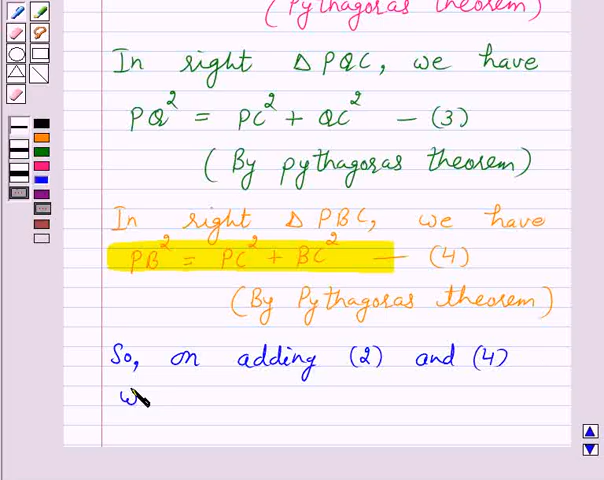 (Pythagoras theorem)
In right △ PQC, we have
PQ² = PC² + QC² — (3)
(By pythagoras theorem)
In right △ PBC, we have
PB² = PC² + BC² — (4)
(By Pythagoras theorem)
So, on adding (2) and (4)
w